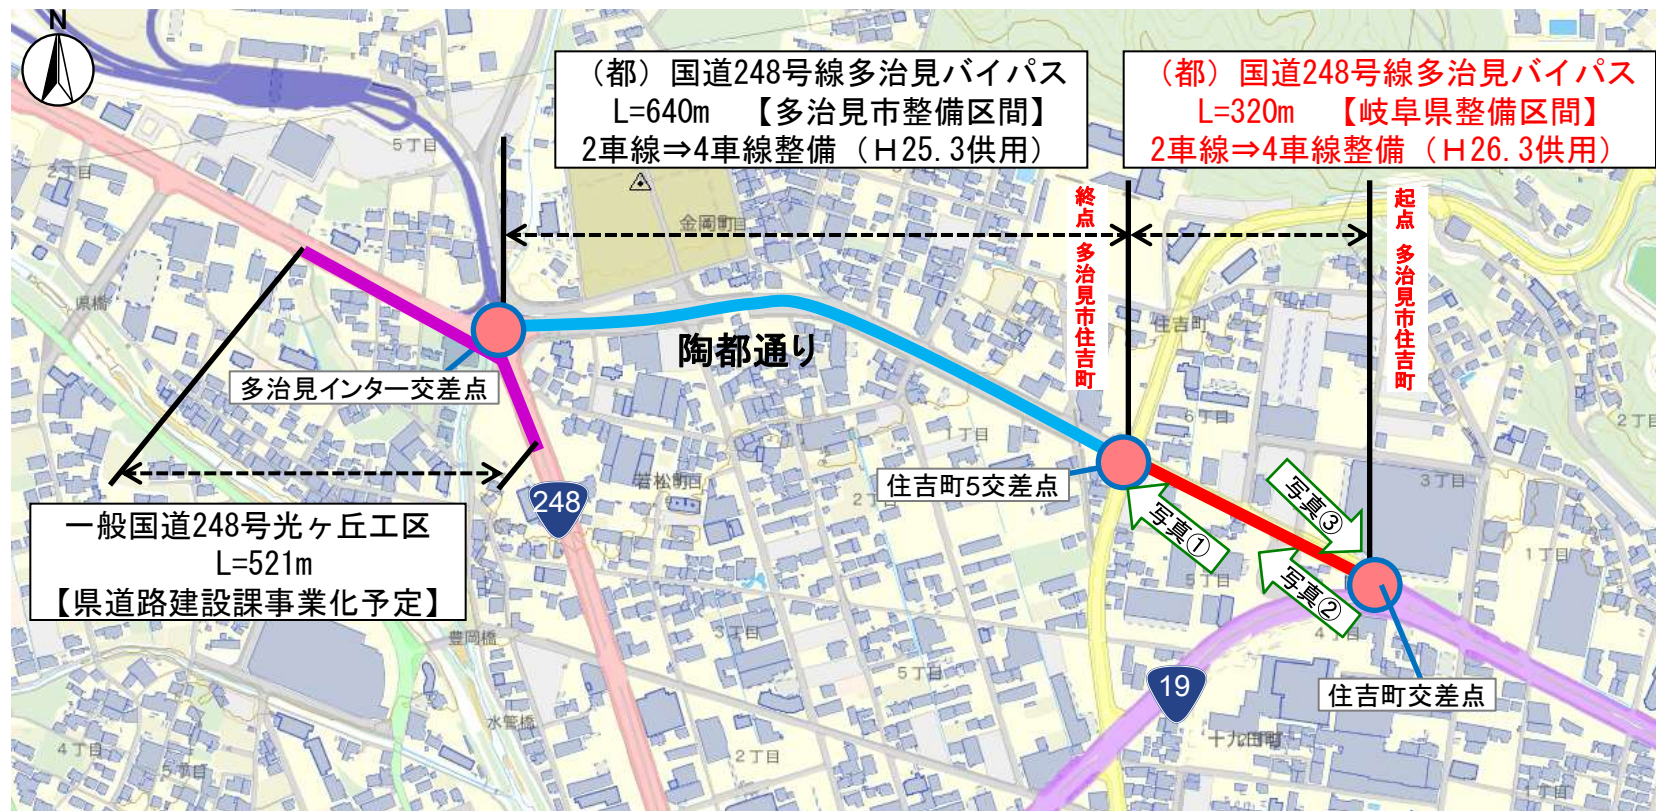 N
（都）国道248号線多治見バイパス
L=640m　【多治見市整備区間】
2車線⇒4車線整備（H25.3供用）
（都）国道248号線多治見バイパス
L=320m　【岐阜県整備区間】
2車線⇒4車線整備（H26.3供用）
終点　多治見市住吉町
起点　多治見市住吉町
5丁目
2丁目
金岡町
県橋
住吉町
陶都通り
多治見インター交差点
6丁目
2丁目
1丁目
住吉町5交差点
3丁目
若松町
2丁目
248
写真①
写真③
写真②
5丁目
1丁目
一般国道248号光ヶ丘工区
L=521m
【県道路建設課事業化予定】
豊岡橋
3丁目
4丁目
5丁目
19
住吉町交差点
水管橋
十九田町
4丁目
5丁目
2丁目
1丁目